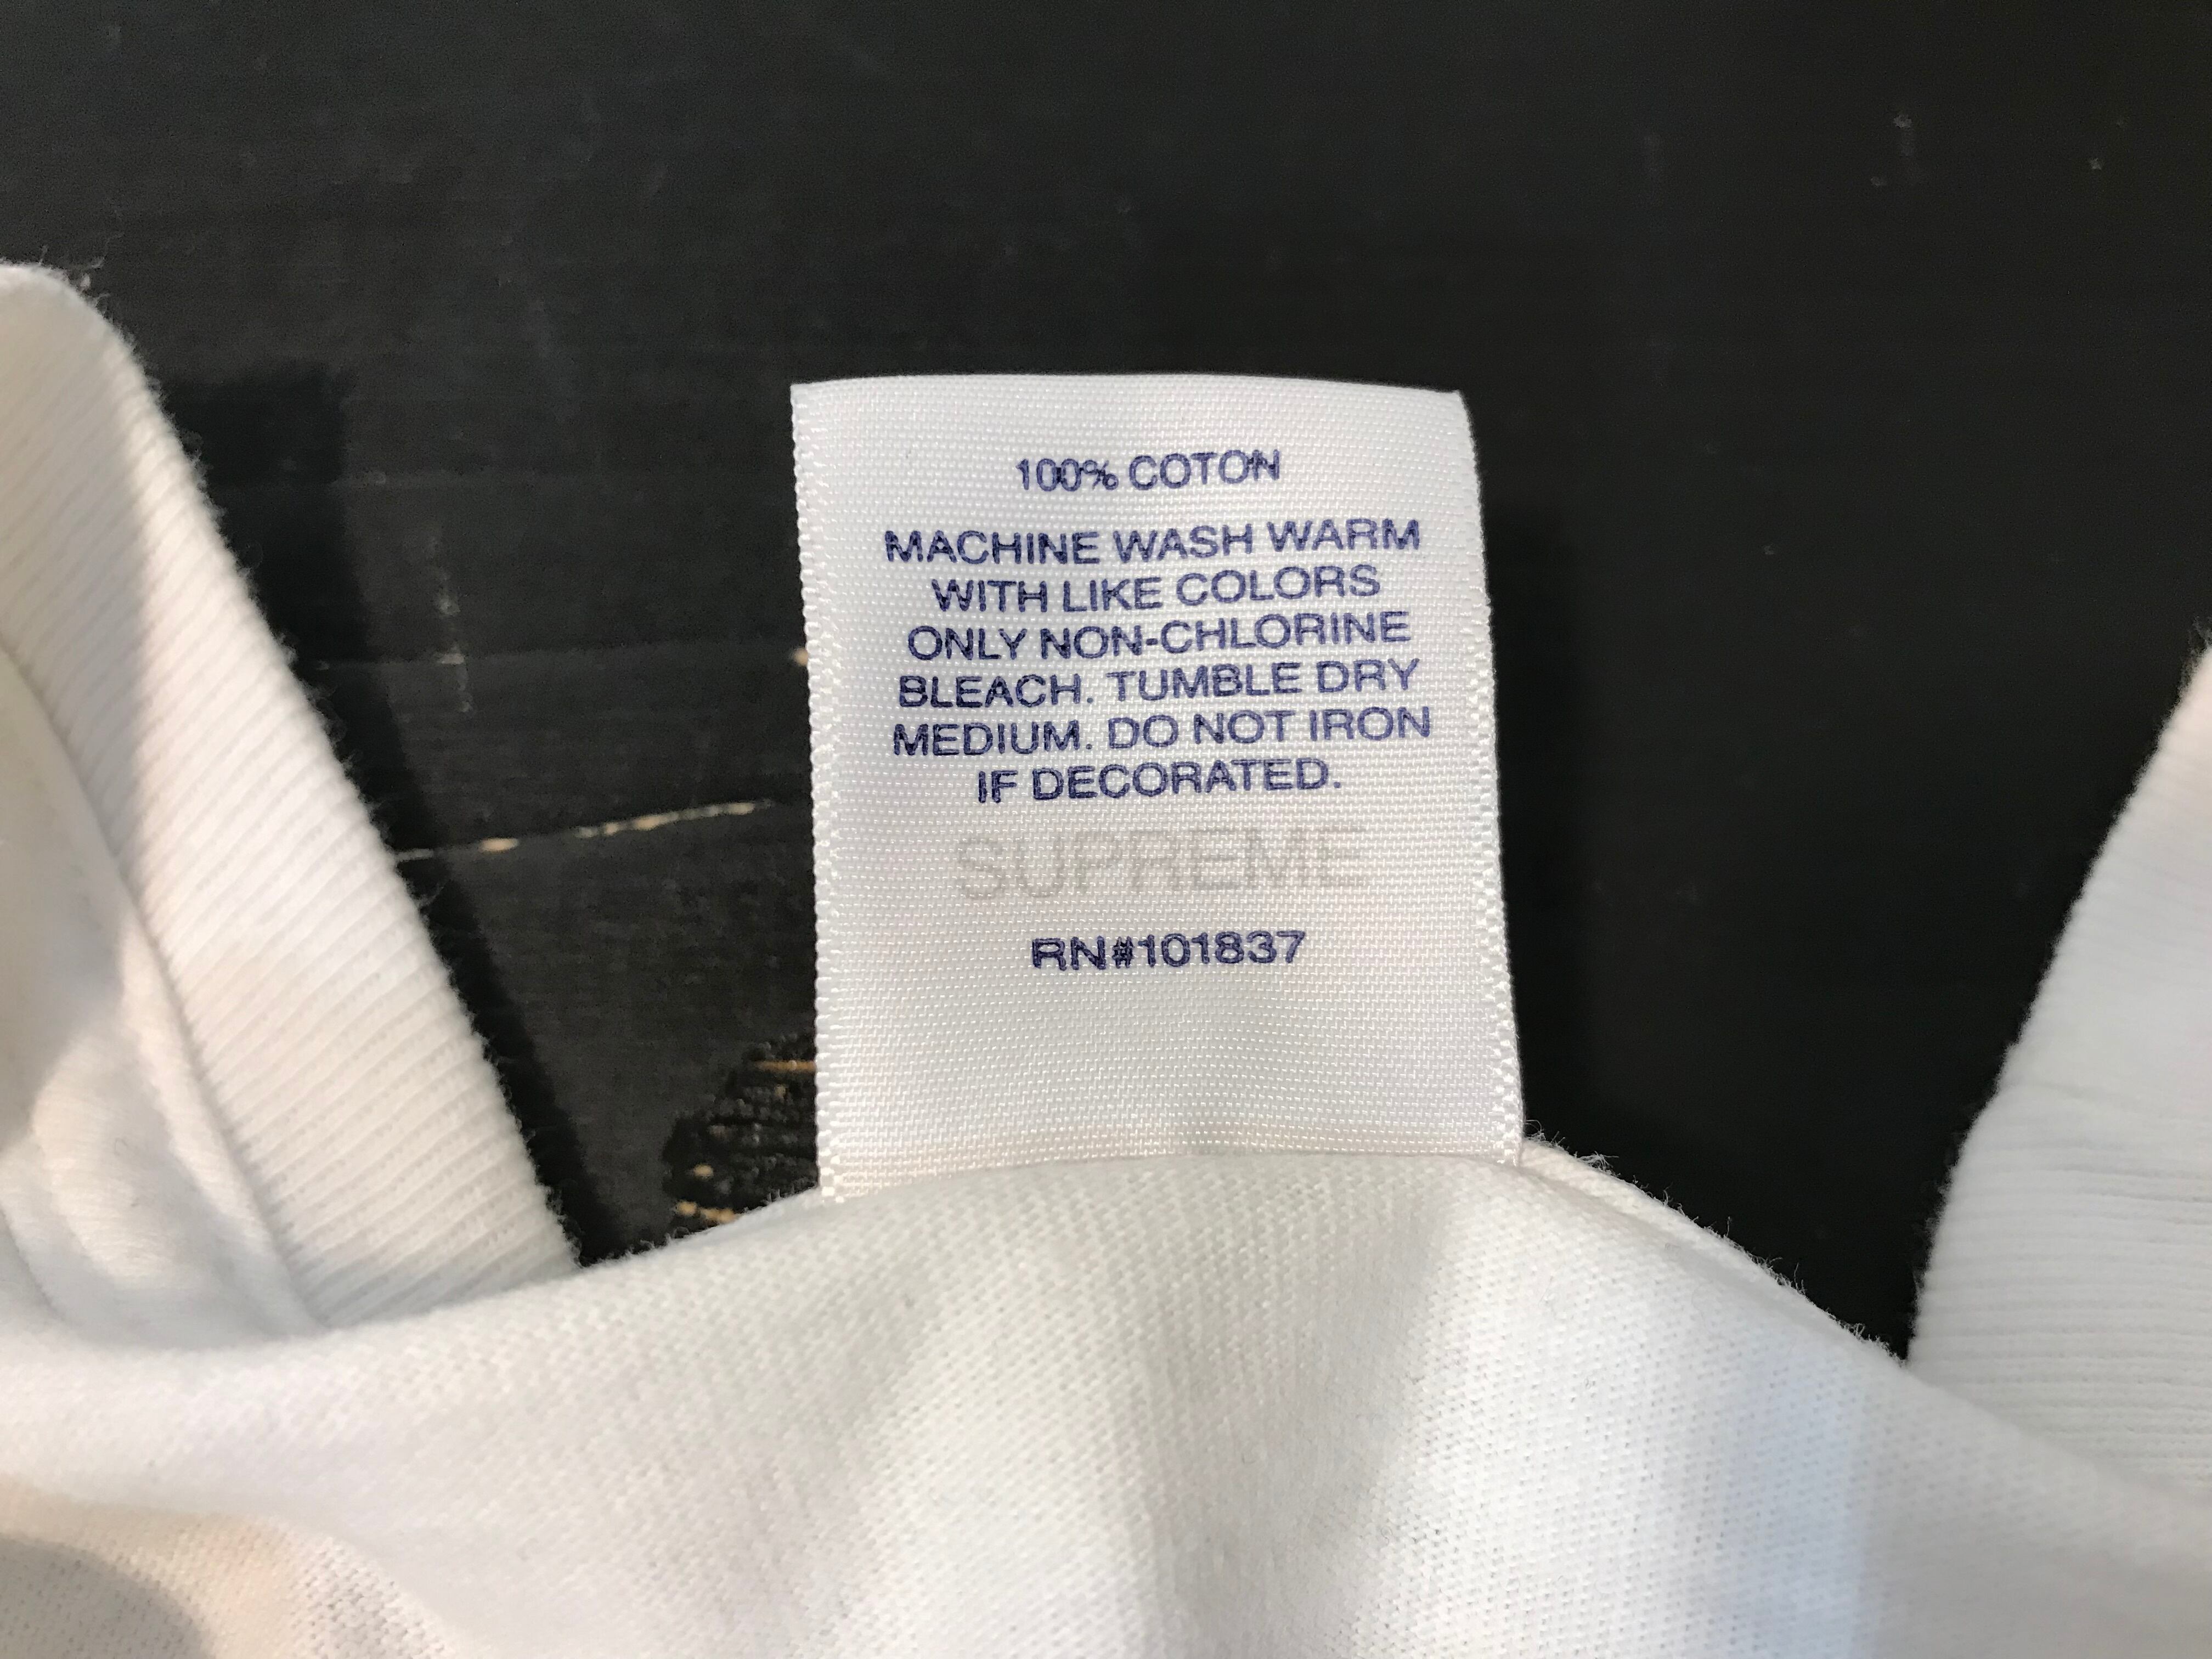 100% COTON
MACHINE WASH WARM
WITH LIKE COLORS
ONLY NON-CHLORINE
BLEACH. TUMBLE DRY
MEDIUM. DO NOT IRON
IF DECORATED.
SUPREME
RN#101837